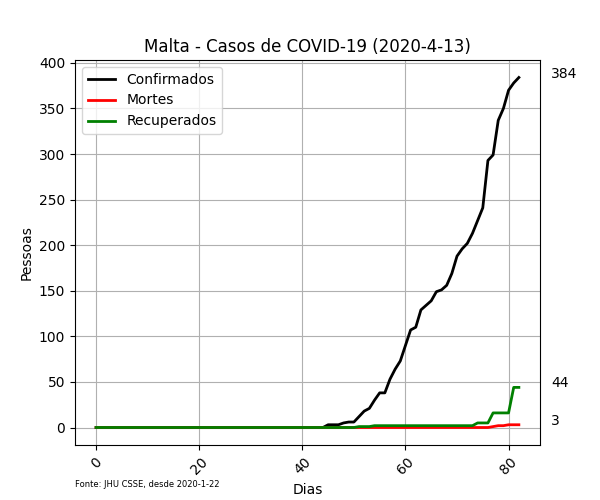 Malta - Casos de COVID-19 (2020-4-13)
Confirmados
Mortes
Recuperados
Pessoas
400
350
300
250
200
150
100
50
0
384
44
3
0
20
40
60
80
Dias
Fonte: JHU CSSE, desde 2020-1-22